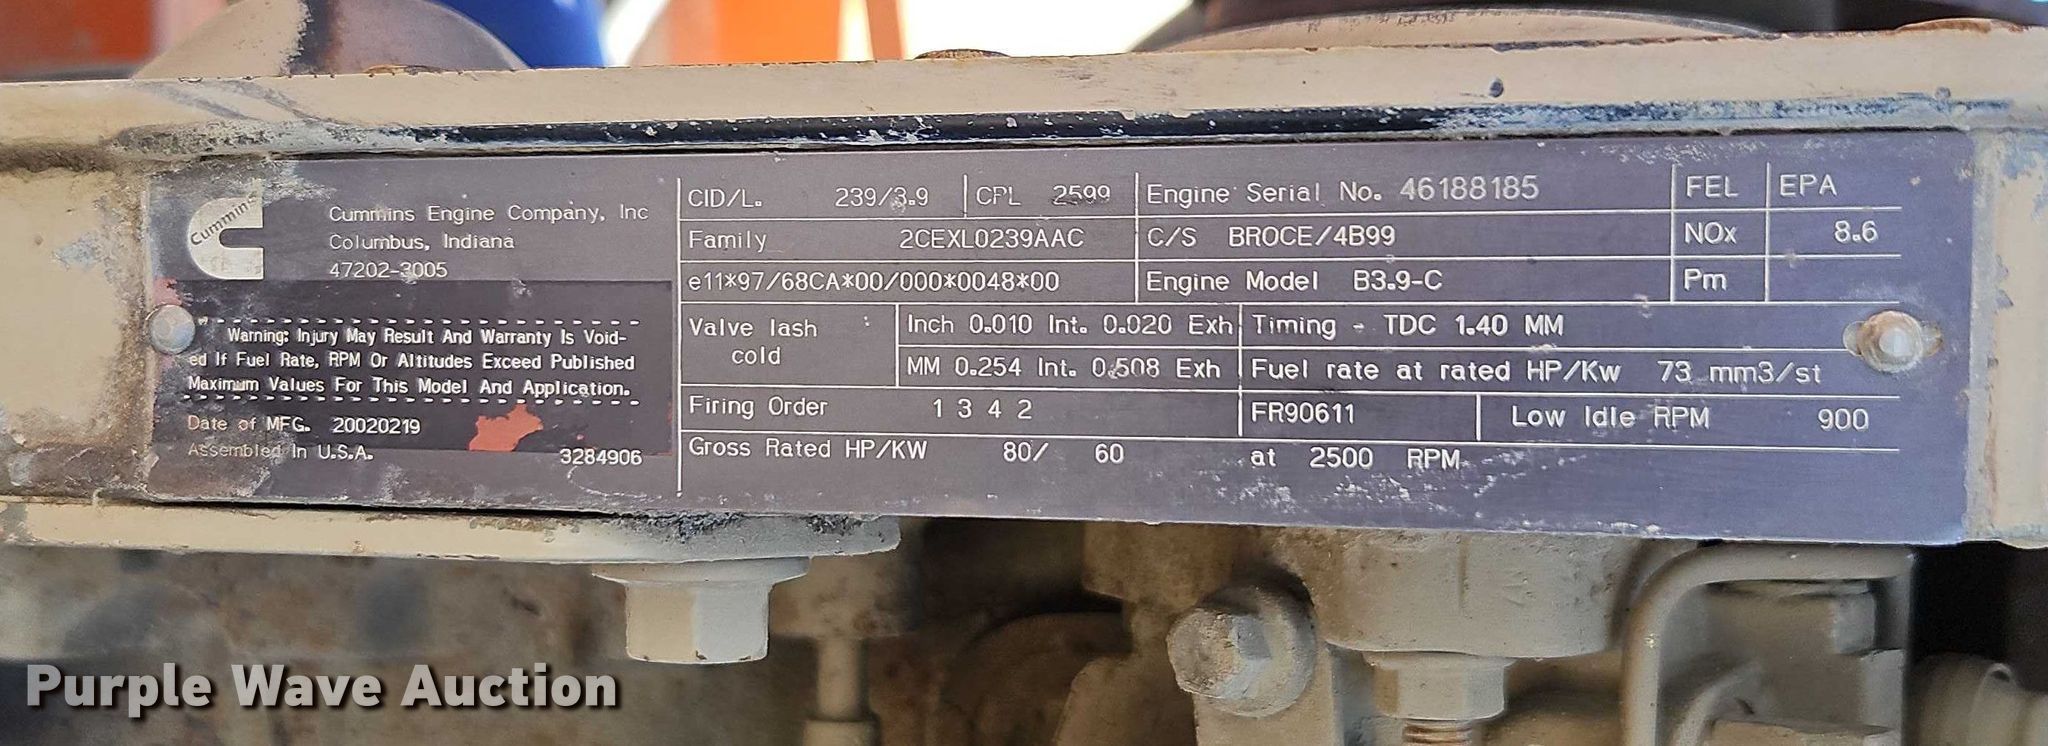 Cummins
Cummins Engine Company, Inc
Columbus, Indiana
47202-3005
Warning: Injury May Result And Warranty Is Void-
ed If Fuel Rate, RPM Or Altitudes Exceed Published
Maximum Values For This Model And Application.
Date of MFG. 20020219
Assembled In U.S.A. 3284906
CID/L. 239/3.9 CPL 2599 Engine Serial No. 46188185 FEL EPA
Family 2CEXL0239AAC C/S BROCE/4B99 NOx 8.6
e11*97/68CA*00/000*0048*00 Engine Model B3.9-C Pm
Valve lash Inch 0.010 Int. 0.020 Exh Timing - TDC 1.40 MM
cold MM 0.254 Int. 0.508 Exh Fuel rate at rated HP/Kw 73 mm3/st
Firing Order 1 3 4 2 FR90611 Low Idle RPM 900
Gross Rated HP/KW 80/ 60 at 2500 RPM
Purple Wave Auction